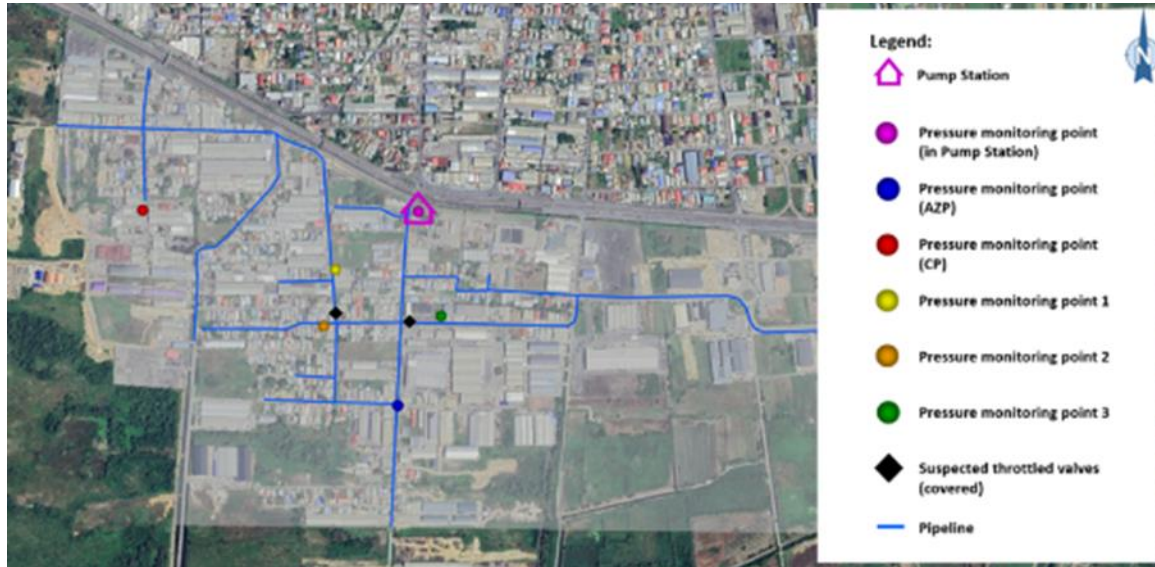 Legend:
N
Pump Station
Pressure monitoring point
(in Pump Station)
Pressure monitoring point
(AZP)
Pressure monitoring point
(CP)
Pressure monitoring point 1
Pressure monitoring point 2
Pressure monitoring point 3
Suspected throttled valves
(covered)
Pipeline